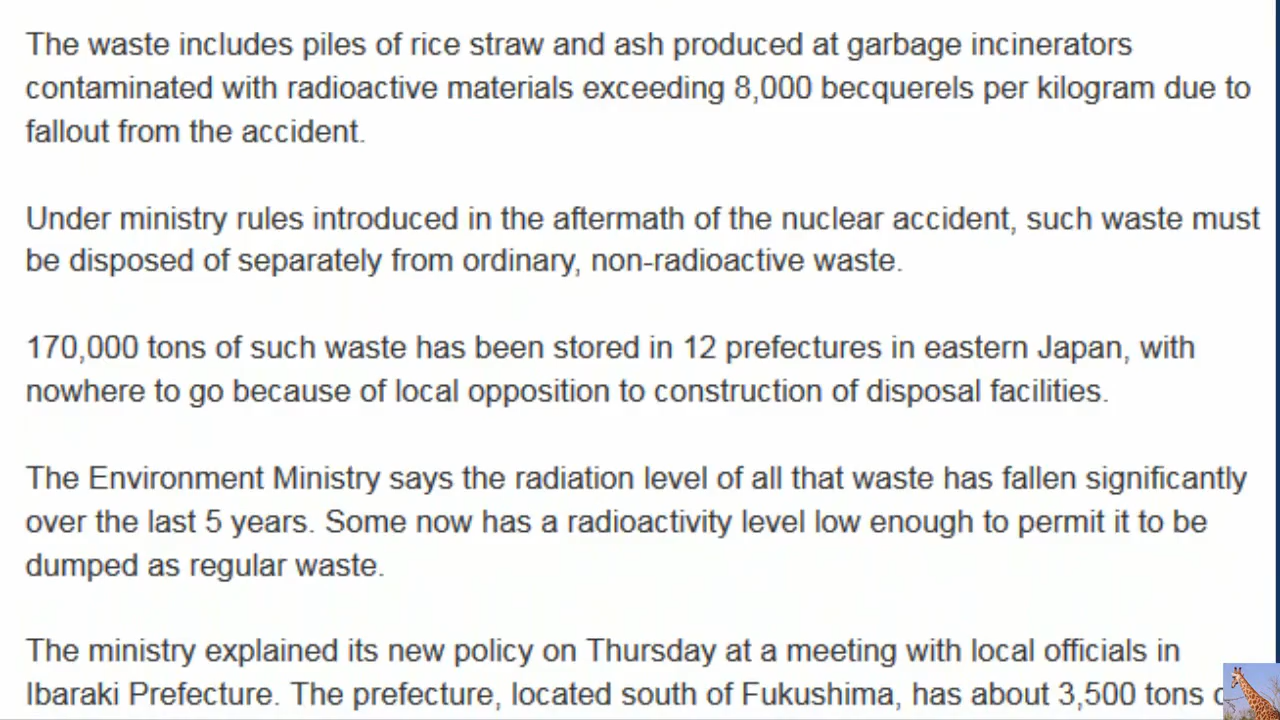 The waste includes piles of rice straw and ash produced at garbage incinerators
contaminated with radioactive materials exceeding 8,000 becquerels per kilogram due to
fallout from the accident.
Under ministry rules introduced in the aftermath of the nuclear accident, such waste must
be disposed of separately from ordinary, non-radioactive waste.
170,000 tons of such waste has been stored in 12 prefectures in eastern Japan, with
nowhere to go because of local opposition to construction of disposal facilities.
The Environment Ministry says the radiation level of all that waste has fallen significantly
over the last 5 years. Some now has a radioactivity level low enough to permit it to be
dumped as regular waste.
The ministry explained its new policy on Thursday at a meeting with local officials in
Ibaraki Prefecture. The prefecture, located south of Fukushima, has about 3,500 tons